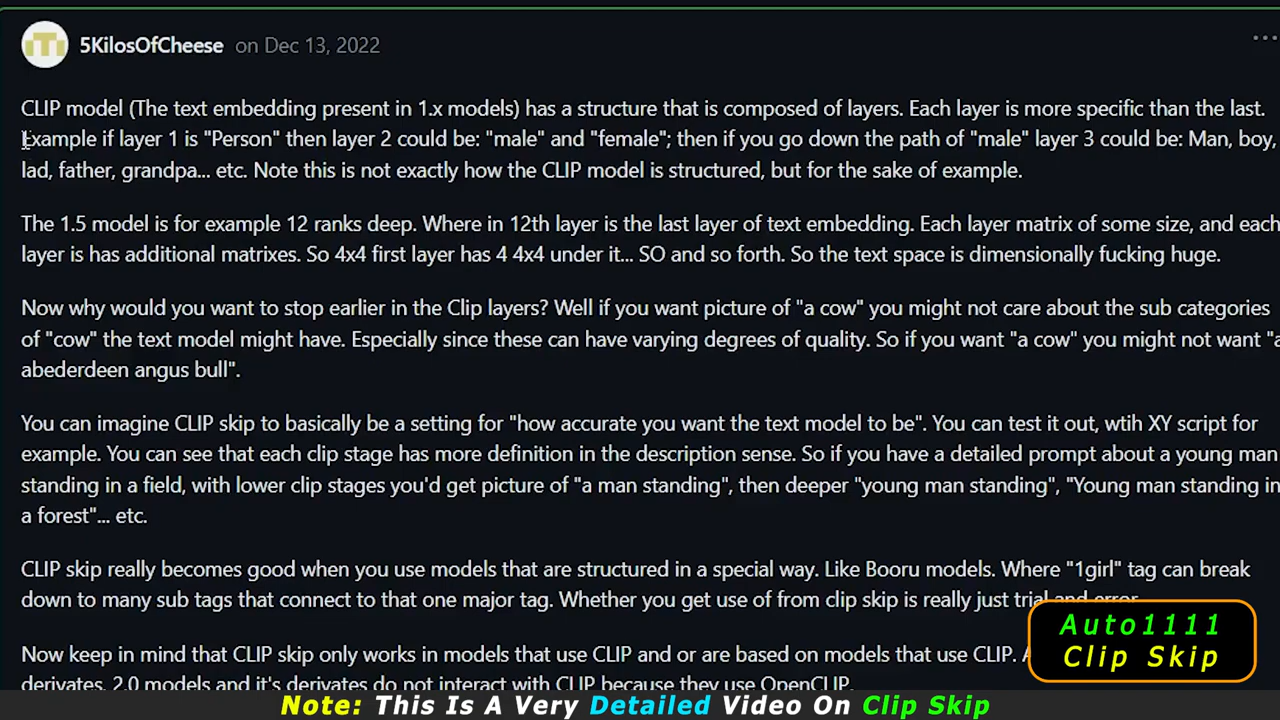 5KilosOfCheese on Dec 13, 2022
CLIP model (The text embedding present in 1.x models) has a structure that is composed of layers. Each layer is more specific than the last.
Example if layer 1 is "Person" then layer 2 could be: "male" and "female"; then if you go down the path of "male" layer 3 could be: Man, boy,
lad, father, grandpa... etc. Note this is not exactly how the CLIP model is structured, but for the sake of example.
The 1.5 model is for example 12 ranks deep. Where in 12th layer is the last layer of text embedding. Each layer matrix of some size, and each
layer is has additional matrixes. So 4x4 first layer has 4 4x4 under it... SO and so forth. So the text space is dimensionally fucking huge.
Now why would you want to stop earlier in the Clip layers? Well if you want picture of "a cow" you might not care about the sub categories
of "cow" the text model might have. Especially since these can have varying degrees of quality. So if you want "a cow" you might not want "a
abederdeen angus bull".
You can imagine CLIP skip to basically be a setting for "how accurate you want the text model to be". You can test it out, wtih XY script for
example. You can see that each clip stage has more definition in the description sense. So if you have a detailed prompt about a young man
standing in a field, with lower clip stages you'd get picture of "a man standing", then deeper "young man standing", "Young man standing in
a forest"... etc.
CLIP skip really becomes good when you use models that are structured in a special way. Like Booru models. Where "1girl" tag can break
down to many sub tags that connect to that one major tag. Whether you get use of from clip skip is really just trial and error.
Now keep in mind that CLIP skip only works in models that use CLIP and or are based on models that use CLIP.
derivates. 2.0 models and it's derivates do not interact with CLIP because they use OpenCLIP.
Auto1111
Clip Skip
Note: This Is A Very Detailed Video On Clip Skip